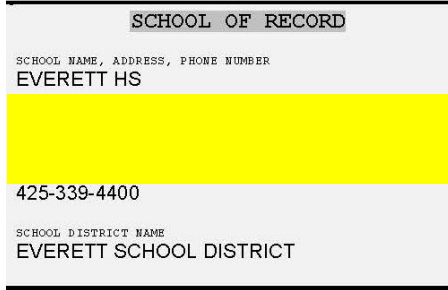 SCHOOL OF RECORD
SCHOOL NAME, ADDRESS, PHONE NUMBER
EVERETT HS
425-339-4400
SCHOOL DISTRICT NAME
EVERETT SCHOOL DISTRICT